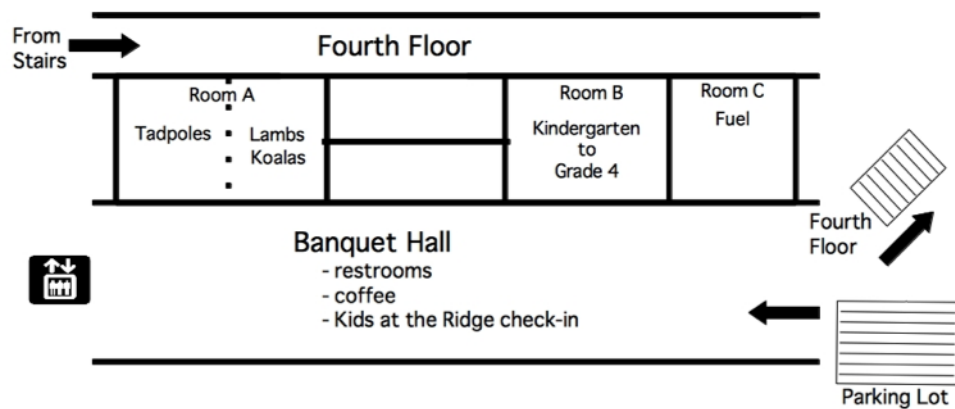 From
Stairs
Fourth Floor
Room A
Tadpoles
Lambs
Koalas
Room B
Kindergarten
to
Grade 4
Room C
Fuel
Fourth
Floor
Banquet Hall
- restrooms
- coffee
- Kids at the Ridge check-in
Parking Lot